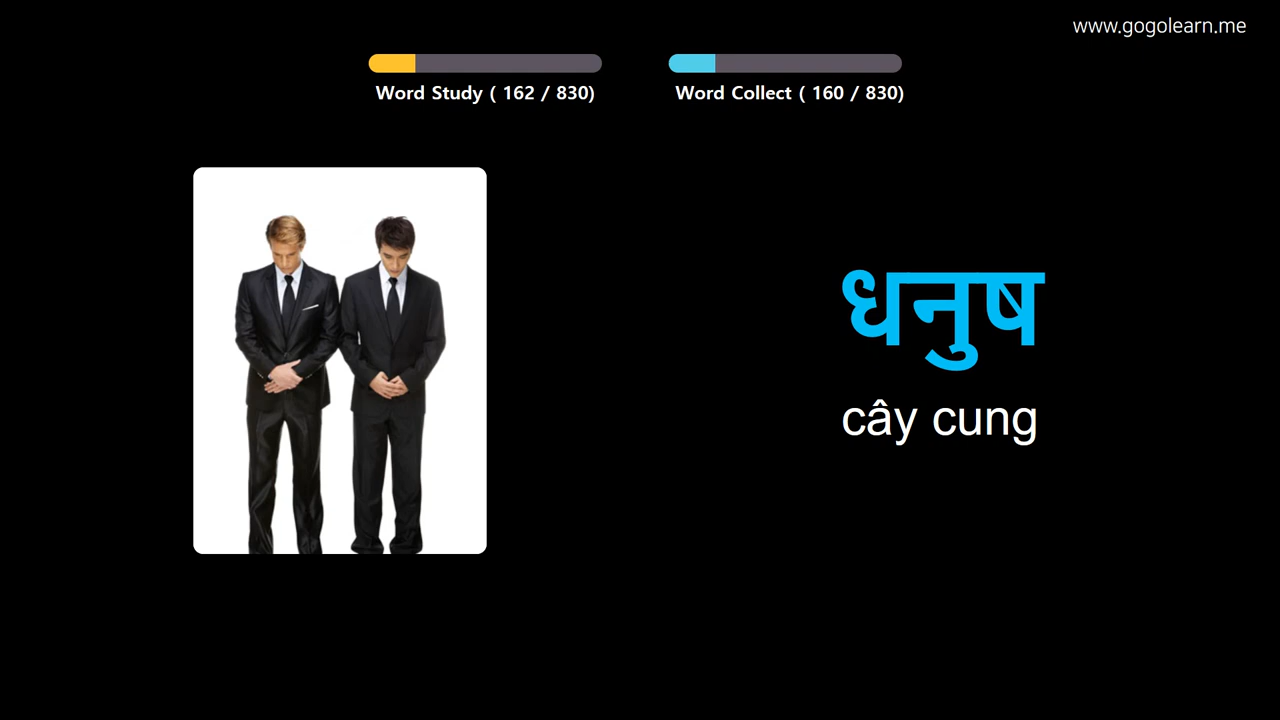 www.gogolearn.me
Word Study ( 162 / 830)
Word Collect ( 160 / 830)
धनुष
cây cung